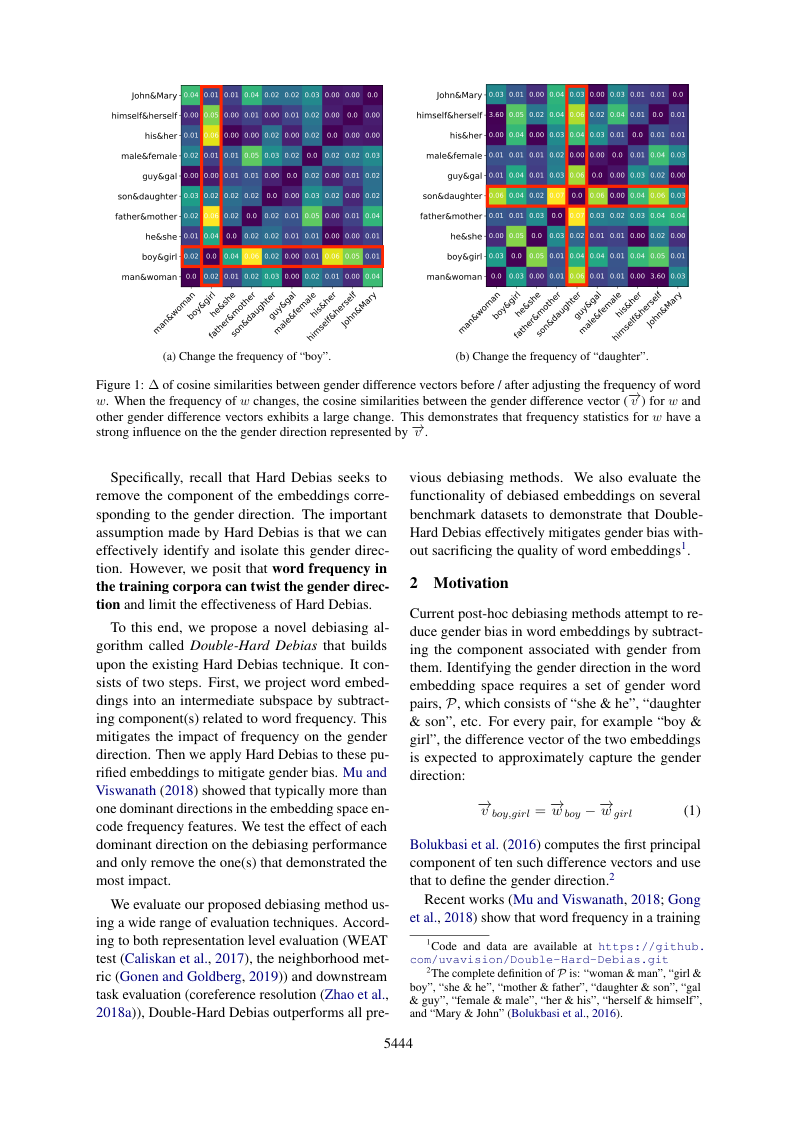 John&Mary 0.04 0.01 0.01 0.04 0.02 0.02 0.03 0.00 0.00 0.0
himself&herself 0.00 0.05 0.00 0.01 0.00 0.01 0.02 0.00 0.0 0.00
his&her 0.01 0.06 0.00 0.00 0.02 0.01 0.02 0.0 0.00 0.00
male&female 0.02 0.01 0.01 0.05 0.03 0.02 0.0 0.02 0.02 0.03
guy&gal 0.00 0.00 0.01 0.01 0.00 0.0 0.02 0.01 0.01 0.02
son&daughter 0.03 0.02 0.02 0.02 0.0 0.00 0.03 0.02 0.00 0.02
father&mother 0.02 0.06 0.02 0.0 0.02 0.01 0.05 0.00 0.01 0.04
he&she 0.01 0.04 0.0 0.02 0.02 0.01 0.01 0.00 0.00 0.01
boy&girl 0.02 0.0 0.04 0.06 0.02 0.00 0.01 0.06 0.05 0.01
man&woman 0.0 0.02 0.01 0.02 0.03 0.00 0.02 0.01 0.00 0.04
man&woman boy&girl he&she father&mother son&daughter guy&gal male&female his&her himself&herself John&Mary
(a) Change the frequency of “boy”.
John&Mary 0.03 0.01 0.00 0.04 0.03 0.00 0.03 0.01 0.01 0.0
himself&herself 3.60 0.05 0.02 0.04 0.06 0.02 0.04 0.01 0.0 0.01
his&her 0.00 0.04 0.00 0.03 0.04 0.03 0.01 0.0 0.01 0.01
male&female 0.01 0.01 0.01 0.02 0.00 0.00 0.0 0.01 0.04 0.03
guy&gal 0.01 0.04 0.01 0.03 0.06 0.0 0.00 0.03 0.02 0.00
son&daughter 0.06 0.04 0.02 0.07 0.0 0.06 0.00 0.04 0.06 0.03
father&mother 0.01 0.01 0.03 0.0 0.07 0.03 0.02 0.03 0.04 0.04
he&she 0.00 0.05 0.0 0.03 0.02 0.01 0.01 0.00 0.02 0.00
boy&girl 0.03 0.0 0.05 0.01 0.04 0.04 0.01 0.04 0.05 0.01
man&woman 0.0 0.03 0.00 0.01 0.06 0.01 0.01 0.00 3.60 0.03
man&woman boy&girl he&she father&mother son&daughter guy&gal male&female his&her himself&herself John&Mary
(b) Change the frequency of “daughter”.
Figure 1: Δ of cosine similarities between gender difference vectors before / after adjusting the frequency of word
w. When the frequency of w changes, the cosine similarities between the gender difference vector (v⃗) for w and
other gender difference vectors exhibits a large change. This demonstrates that frequency statistics for w have a
strong influence on the the gender direction represented by v⃗.
Specifically, recall that Hard Debias seeks to
remove the component of the embeddings corre-
sponding to the gender direction. The important
assumption made by Hard Debias is that we can
effectively identify and isolate this gender direc-
tion. However, we posit that word frequency in
the training corpora can twist the gender direc-
tion and limit the effectiveness of Hard Debias.
To this end, we propose a novel debiasing al-
gorithm called Double-Hard Debias that builds
upon the existing Hard Debias technique. It con-
sists of two steps. First, we project word embed-
dings into an intermediate subspace by subtract-
ing component(s) related to word frequency. This
mitigates the impact of frequency on the gender
direction. Then we apply Hard Debias to these pu-
rified embeddings to mitigate gender bias. Mu and
Viswanath (2018) showed that typically more than
one dominant directions in the embedding space en-
code frequency features. We test the effect of each
dominant direction on the debiasing performance
and only remove the one(s) that demonstrated the
most impact.
We evaluate our proposed debiasing method us-
ing a wide range of evaluation techniques. Accord-
ing to both representation level evaluation (WEAT
test (Caliskan et al., 2017), the neighborhood met-
ric (Gonen and Goldberg, 2019)) and downstream
task evaluation (coreference resolution (Zhao et al.,
2018a)), Double-Hard Debias outperforms all pre-
vious debiasing methods. We also evaluate the
functionality of debiased embeddings on several
benchmark datasets to demonstrate that Double-
Hard Debias effectively mitigates gender bias with-
out sacrificing the quality of word embeddings¹.
2 Motivation
Current post-hoc debiasing methods attempt to re-
duce gender bias in word embeddings by subtract-
ing the component associated with gender from
them. Identifying the gender direction in the word
embedding space requires a set of gender word
pairs, P, which consists of “she & he”, “daughter
& son”, etc. For every pair, for example “boy &
girl”, the difference vector of the two embeddings
is expected to approximately capture the gender
direction:
v⃗boy,girl = w⃗boy − w⃗girl (1)
Bolukbasi et al. (2016) computes the first principal
component of ten such difference vectors and use
that to define the gender direction.²
Recent works (Mu and Viswanath, 2018; Gong
et al., 2018) show that word frequency in a training
¹Code and data are available at https://github.
com/uvavision/Double-Hard-Debias.git
²The complete definition of P is: “woman & man”, “girl &
boy”, “she & he”, “mother & father”, “daughter & son”, “gal
& guy”, “female & male”, “her & his”, “herself & himself”,
and “Mary & John” (Bolukbasi et al., 2016).
5444